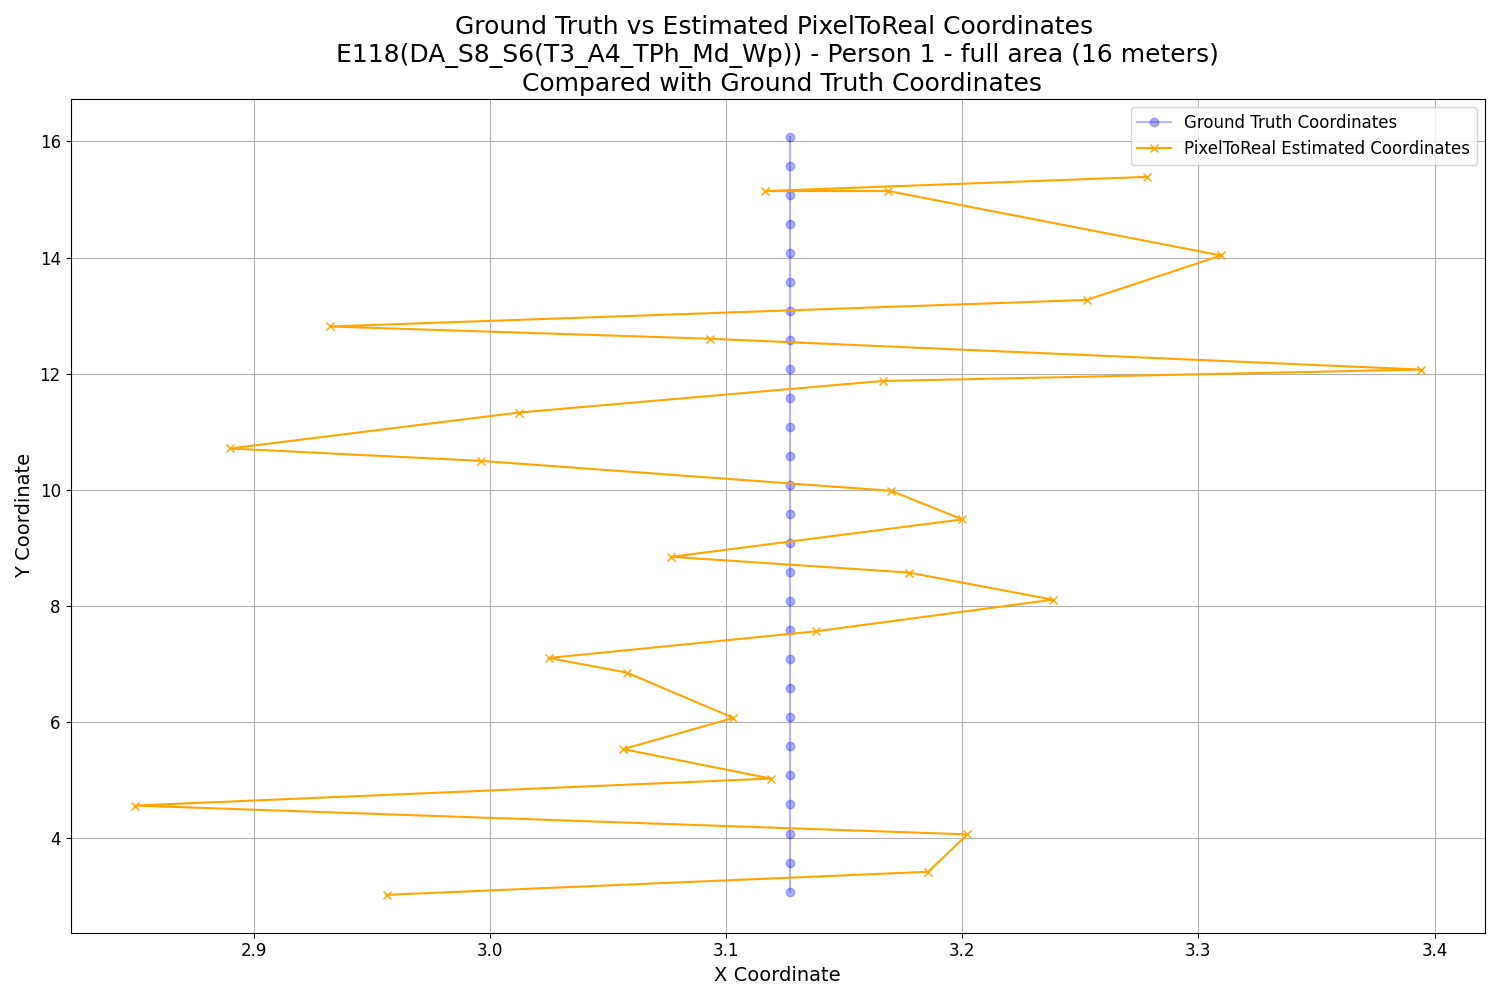 Ground Truth vs Estimated PixelToReal Coordinates
E118(DA_S8_S6(T3_A4_TPh_Md_Wp)) - Person 1 - full area (16 meters)
Compared with Ground Truth Coordinates
Ground Truth Coordinates
PixelToReal Estimated Coordinates
16
14
12
10
8
6
4
Y Coordinate
2.9
3.0
3.1
3.2
3.3
3.4
X Coordinate